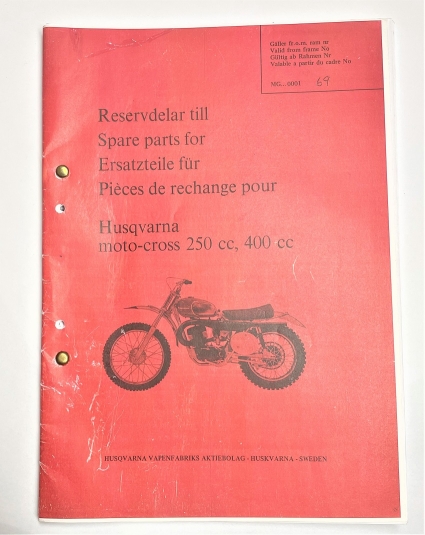 Gäller fr.o.m. ram nr
Valid from frame No
Gültig ab Rahmen Nr
Valable à partir du cadre No
MG...0001 69
Reservdelar till
Spare parts for
Ersatzteile für
Pièces de rechange pour
Husqvarna
moto-cross 250 cc, 400 cc
HUSQVARNA VAPENFABRIKS AKTIEBOLAG - HUSKVARNA - SWEDEN